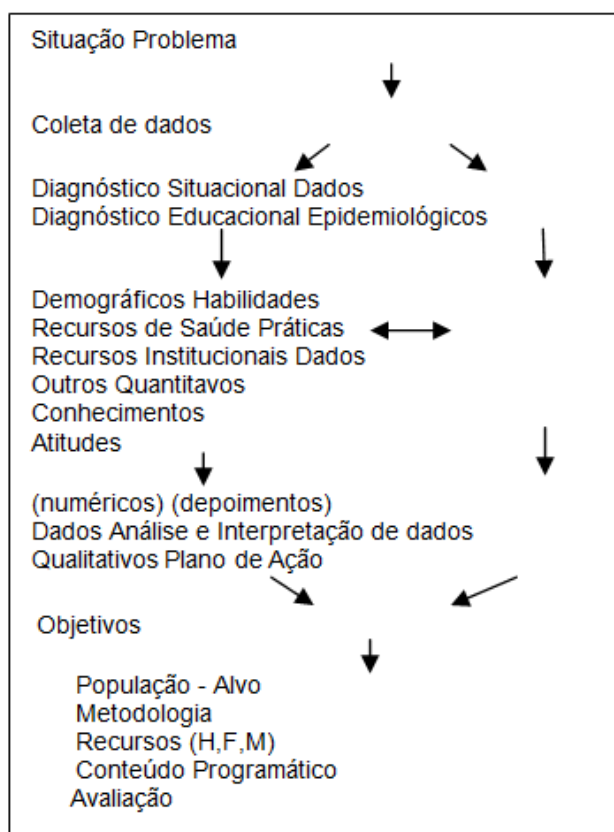 Situação Problema
Coleta de dados
Diagnóstico Situacional Dados
Diagnóstico Educacional Epidemiológicos
Demográficos Habilidades
Recursos de Saúde Práticas
Recursos Institucionais Dados
Outros Quantitavos
Conhecimentos
Atitudes
(numéricos) (depoimentos)
Dados Análise e Interpretação de dados
Qualitativos Plano de Ação
Objetivos
População - Alvo
Metodologia
Recursos (H,F,M)
Conteúdo Programático
Avaliação